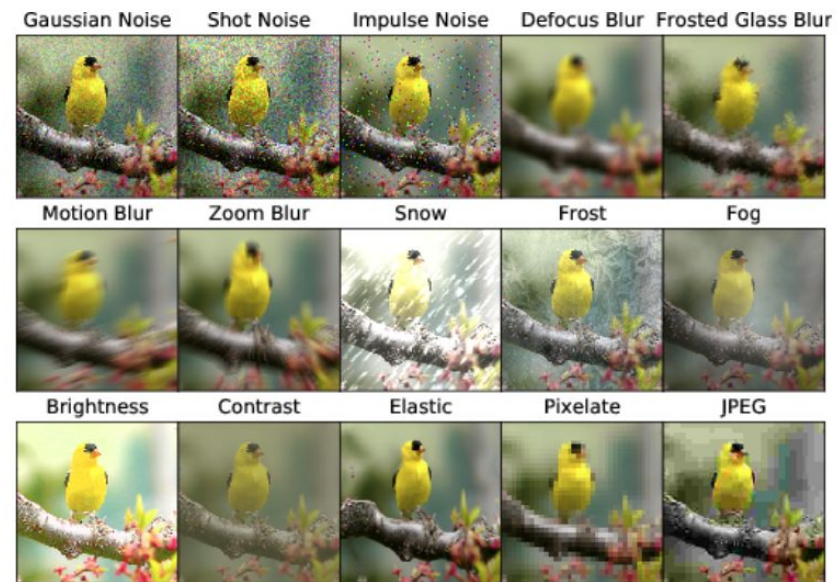 Gaussian Noise Shot Noise Impulse Noise Defocus Blur Frosted Glass Blur
Motion Blur Zoom Blur Snow Frost Fog
Brightness Contrast Elastic Pixelate JPEG